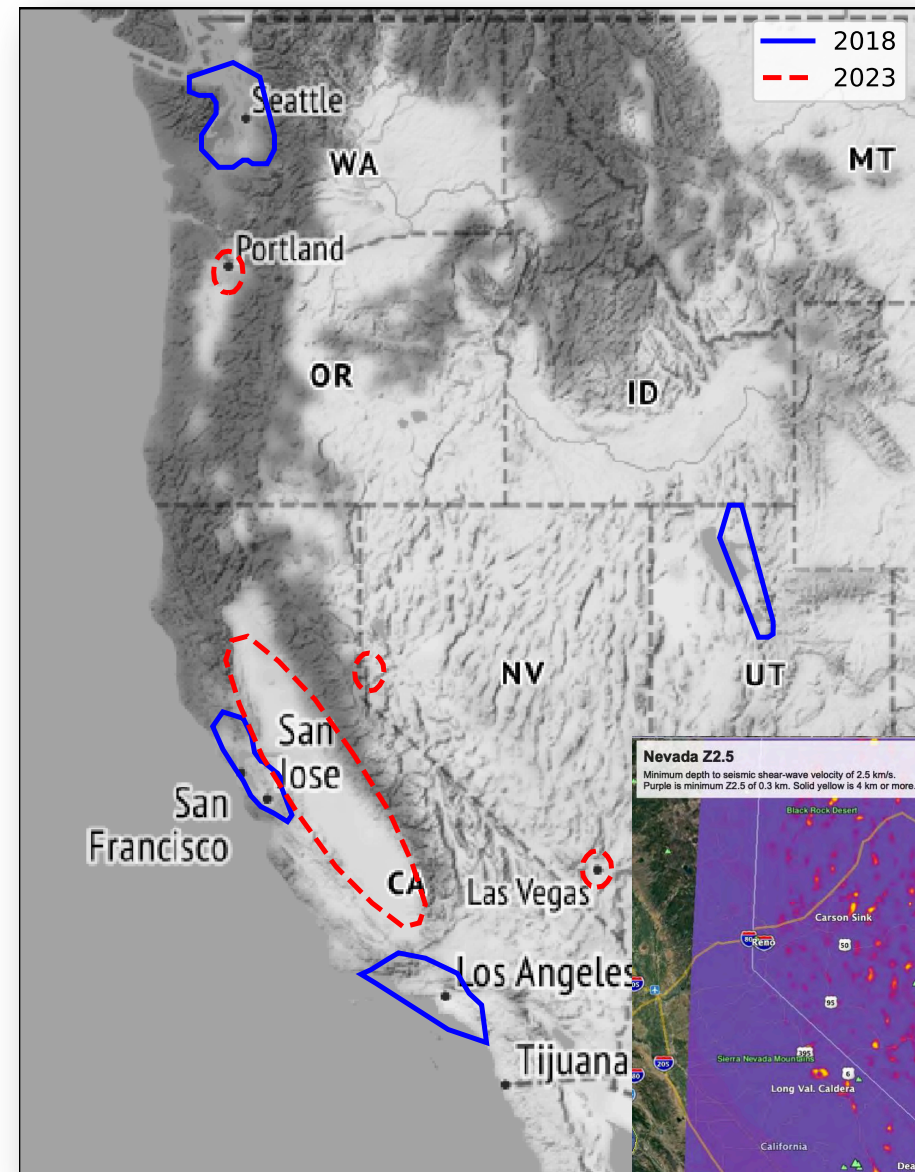 2018
2023
Seattle
WA
MT
Portland
OR
ID
NV
UT
San
Jose
San
Francisco
CA
Las Vegas
Los Angeles
Tijuana
Nevada Z2.5
Minimum depth to seismic shear-wave velocity of 2.5 km/s.
Purple is minimum Z2.5 of 0.3 km. Solid yellow is 4 km or more.
Black Rock Desert
Carson Sink
80
Reno
50
95
205
Sierra Nevada Mountains
395
6
Long Val. Caldera
California